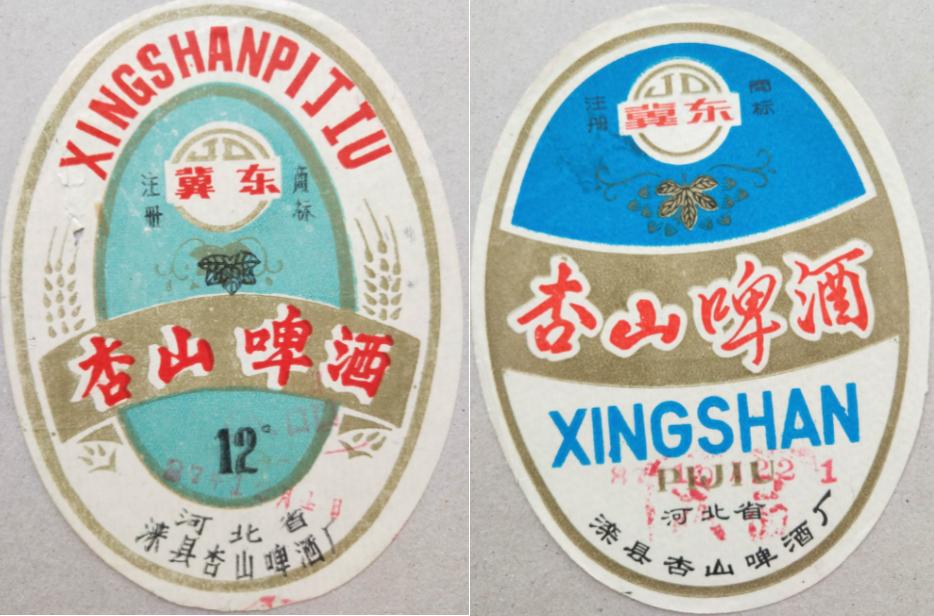 XINGSHANPIJIU
JD
冀东
注册
商标
杏山啤酒
12°
河北省
滦县杏山啤酒厂
JD
冀东
注册
商标
杏山啤酒
XINGSHAN
PIJIU
河北省
滦县杏山啤酒厂